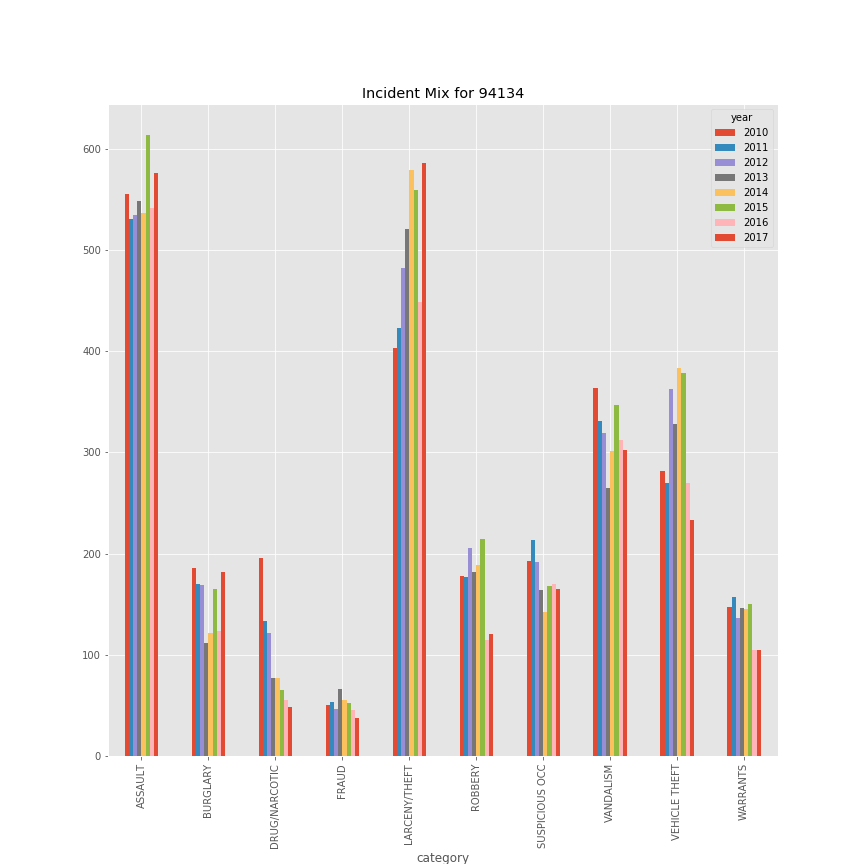 Incident Mix for 94134
year
2010
2011
2012
2013
2014
2015
2016
2017
600
500
400
300
200
100
0
ASSAULT
BURGLARY
DRUG/NARCOTIC
FRAUD
LARCENY/THEFT
ROBBERY
SUSPICIOUS OCC
VANDALISM
VEHICLE THEFT
WARRANTS
category